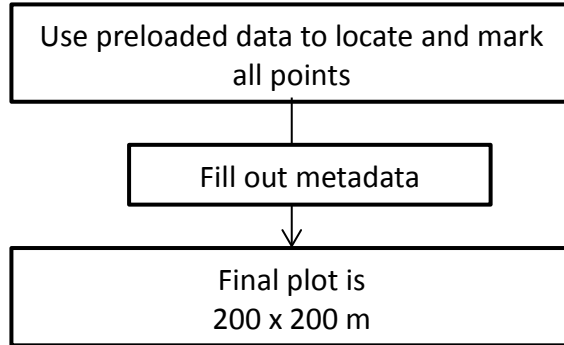 Use preloaded data to locate and mark
all points
Fill out metadata
Final plot is
200 x 200 m